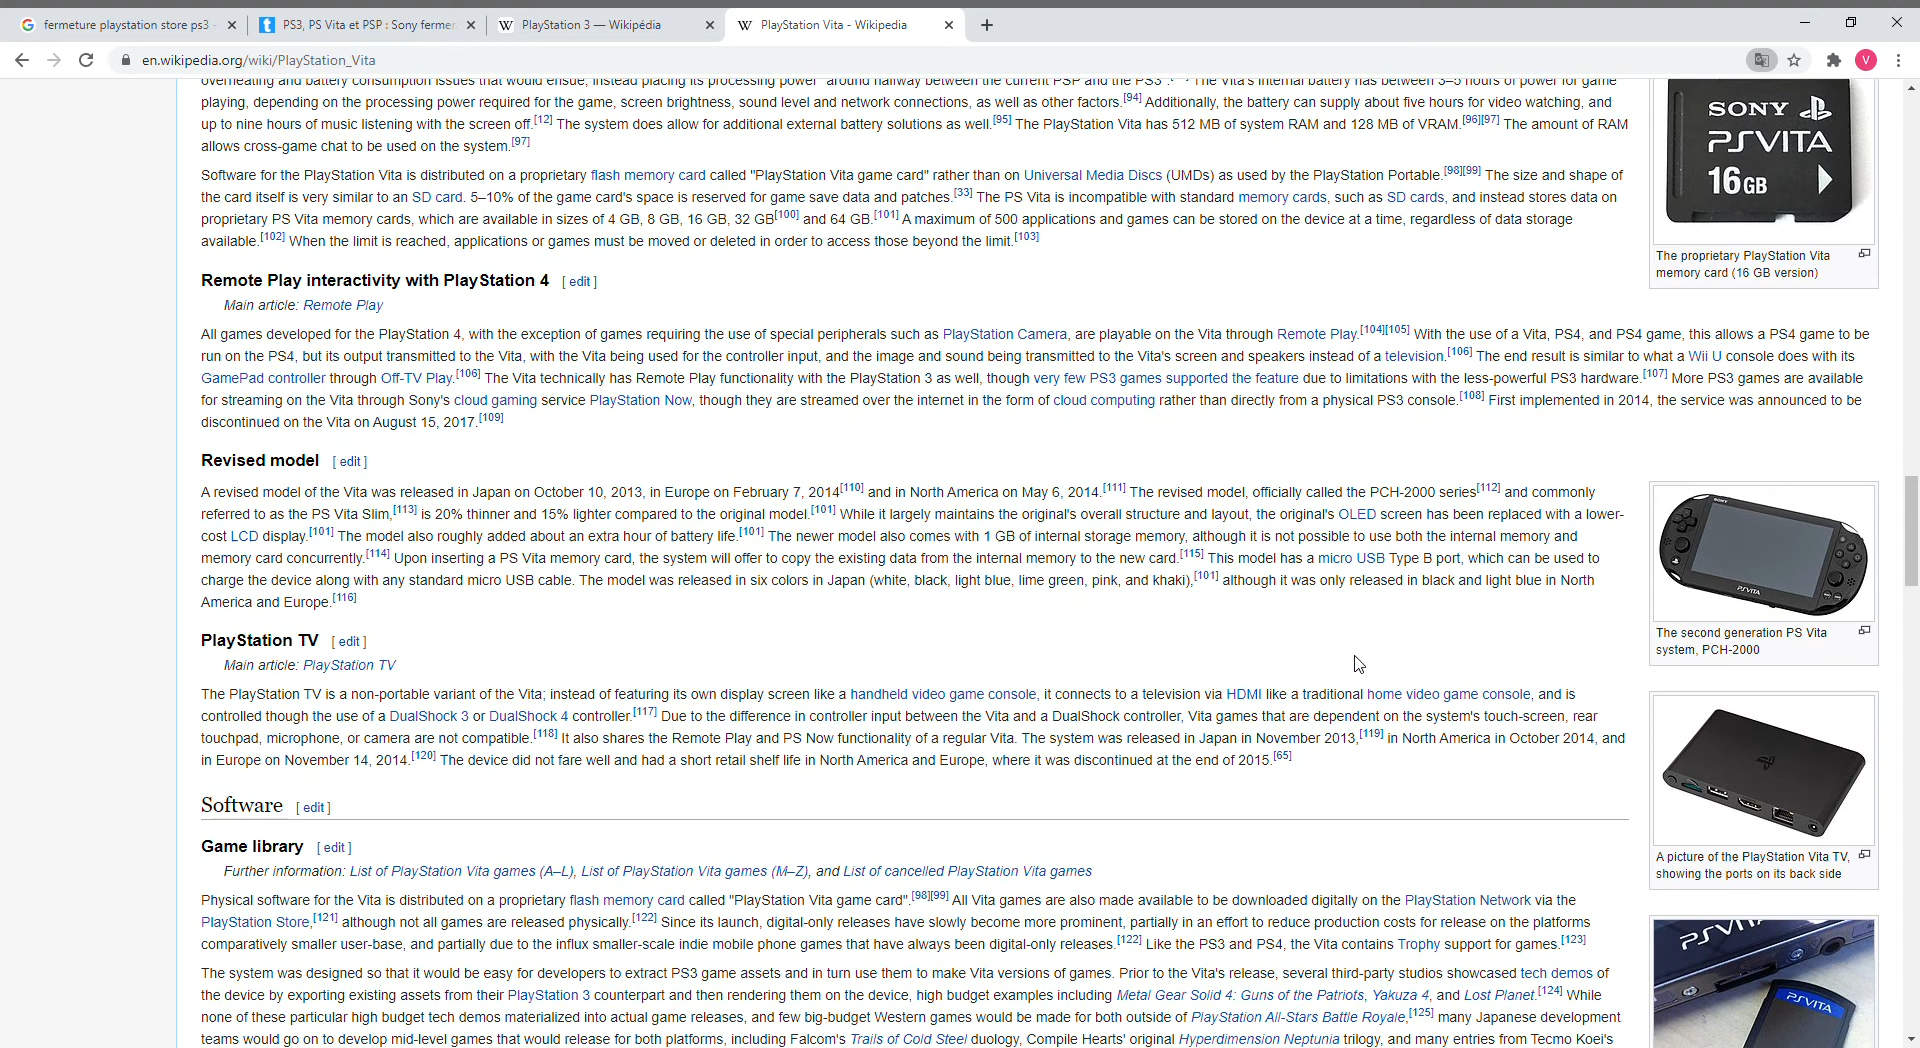 fermeture playstation store ps3 -
PS3, PS Vita et PSP : Sony fermer
PlayStation 3 — Wikipédia
PlayStation Vita - Wikipedia
en.wikipedia.org/wiki/PlayStation_Vita
V
overheating and battery consumption issues that would ensue, instead placing its processing power "around halfway between the current PSP and the PS3". The Vita's internal battery has between 3–5 hours of power for game
playing, depending on the processing power required for the game, screen brightness, sound level and network connections, as well as other factors.[94] Additionally, the battery can supply about five hours for video watching, and
up to nine hours of music listening with the screen off.[12] The system does allow for additional external battery solutions as well.[95] The PlayStation Vita has 512 MB of system RAM and 128 MB of VRAM.[96][97] The amount of RAM
allows cross-game chat to be used on the system.[97]
Software for the PlayStation Vita is distributed on a proprietary flash memory card called "PlayStation Vita game card" rather than on Universal Media Discs (UMDs) as used by the PlayStation Portable.[98][99] The size and shape of
the card itself is very similar to an SD card. 5–10% of the game card's space is reserved for game save data and patches.[33] The PS Vita is incompatible with standard memory cards, such as SD cards, and instead stores data on
proprietary PS Vita memory cards, which are available in sizes of 4 GB, 8 GB, 16 GB, 32 GB[100] and 64 GB.[101] A maximum of 500 applications and games can be stored on the device at a time, regardless of data storage
available.[102] When the limit is reached, applications or games must be moved or deleted in order to access those beyond the limit.[103]
SONY
PSVITA
16GB
The proprietary PlayStation Vita
memory card (16 GB version)
Remote Play interactivity with PlayStation 4 [ edit ]
Main article: Remote Play
All games developed for the PlayStation 4, with the exception of games requiring the use of special peripherals such as PlayStation Camera, are playable on the Vita through Remote Play.[104][105] With the use of a Vita, PS4, and PS4 game, this allows a PS4 game to be
run on the PS4, but its output transmitted to the Vita, with the Vita being used for the controller input, and the image and sound being transmitted to the Vita's screen and speakers instead of a television.[106] The end result is similar to what a Wii U console does with its
GamePad controller through Off-TV Play.[106] The Vita technically has Remote Play functionality with the PlayStation 3 as well, though very few PS3 games supported the feature due to limitations with the less-powerful PS3 hardware.[107] More PS3 games are available
for streaming on the Vita through Sony's cloud gaming service PlayStation Now, though they are streamed over the internet in the form of cloud computing rather than directly from a physical PS3 console.[108] First implemented in 2014, the service was announced to be
discontinued on the Vita on August 15, 2017.[109]
Revised model [ edit ]
A revised model of the Vita was released in Japan on October 10, 2013, in Europe on February 7, 2014[110] and in North America on May 6, 2014.[111] The revised model, officially called the PCH-2000 series[112] and commonly
referred to as the PS Vita Slim,[113] is 20% thinner and 15% lighter compared to the original model.[101] While it largely maintains the original's overall structure and layout, the original's OLED screen has been replaced with a lower-
cost LCD display.[101] The model also roughly added about an extra hour of battery life.[101] The newer model also comes with 1 GB of internal storage memory, although it is not possible to use both the internal memory and
memory card concurrently.[114] Upon inserting a PS Vita memory card, the system will offer to copy the existing data from the internal memory to the new card.[115] This model has a micro USB Type B port, which can be used to
charge the device along with any standard micro USB cable. The model was released in six colors in Japan (white, black, light blue, lime green, pink, and khaki),[101] although it was only released in black and light blue in North
America and Europe.[116]
SONY
PSVITA
The second generation PS Vita
system, PCH-2000
PlayStation TV [ edit ]
Main article: PlayStation TV
The PlayStation TV is a non-portable variant of the Vita; instead of featuring its own display screen like a handheld video game console, it connects to a television via HDMI like a traditional home video game console, and is
controlled though the use of a DualShock 3 or DualShock 4 controller.[117] Due to the difference in controller input between the Vita and a DualShock controller, Vita games that are dependent on the system's touch-screen, rear
touchpad, microphone, or camera are not compatible.[118] It also shares the Remote Play and PS Now functionality of a regular Vita. The system was released in Japan in November 2013,[119] in North America in October 2014, and
in Europe on November 14, 2014.[120] The device did not fare well and had a short retail shelf life in North America and Europe, where it was discontinued at the end of 2015.[65]
A picture of the PlayStation Vita TV,
showing the ports on its back side
Software [ edit ]
Game library [ edit ]
Further information: List of PlayStation Vita games (A–L), List of PlayStation Vita games (M–Z), and List of cancelled PlayStation Vita games
Physical software for the Vita is distributed on a proprietary flash memory card called "PlayStation Vita game card".[98][99] All Vita games are also made available to be downloaded digitally on the PlayStation Network via the
PlayStation Store,[121] although not all games are released physically.[122] Since its launch, digital-only releases have slowly become more prominent, partially in an effort to reduce production costs for release on the platforms
comparatively smaller user-base, and partially due to the influx smaller-scale indie mobile phone games that have always been digital-only releases.[122] Like the PS3 and PS4, the Vita contains Trophy support for games.[123]
The system was designed so that it would be easy for developers to extract PS3 game assets and in turn use them to make Vita versions of games. Prior to the Vita's release, several third-party studios showcased tech demos of
the device by exporting existing assets from their PlayStation 3 counterpart and then rendering them on the device, high budget examples including Metal Gear Solid 4: Guns of the Patriots, Yakuza 4, and Lost Planet.[124] While
none of these particular high budget tech demos materialized into actual game releases, and few big-budget Western games would be made for both outside of PlayStation All-Stars Battle Royale,[125] many Japanese development
teams would go on to develop mid-level games that would release for both platforms, including Falcom's Trails of Cold Steel duology, Compile Hearts' original Hyperdimension Neptunia trilogy, and many entries from Tecmo Koei's
PSVITA